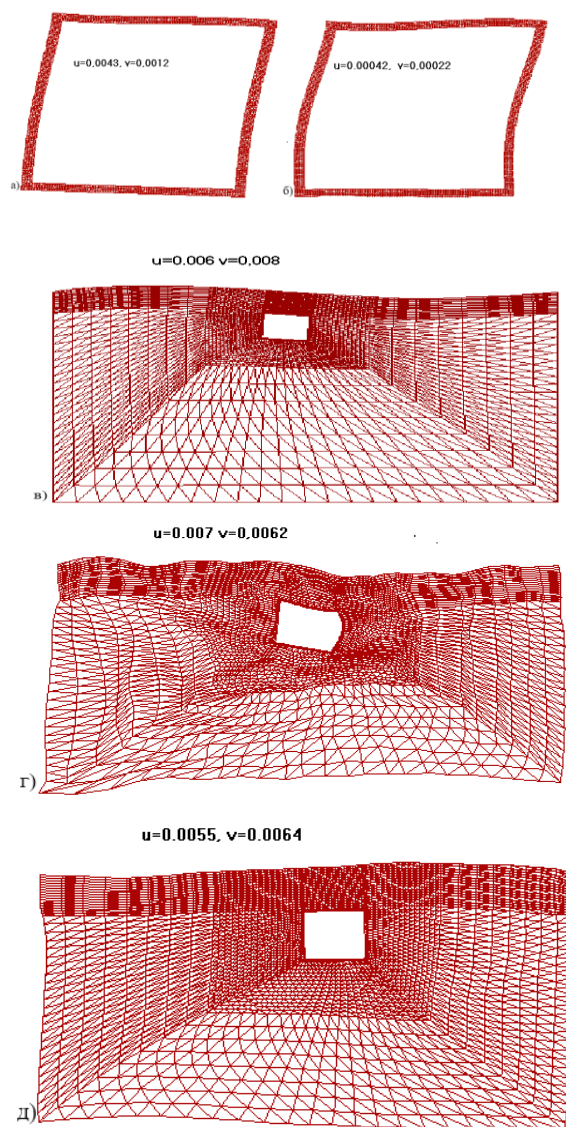 u=0,0043, v=0,0012
u=0.00042, v=0,00022
а)
б)
u=0.006 v=0,008
в)
u=0.007 v=0,0062
г)
u=0.0055, v=0.0064
д)